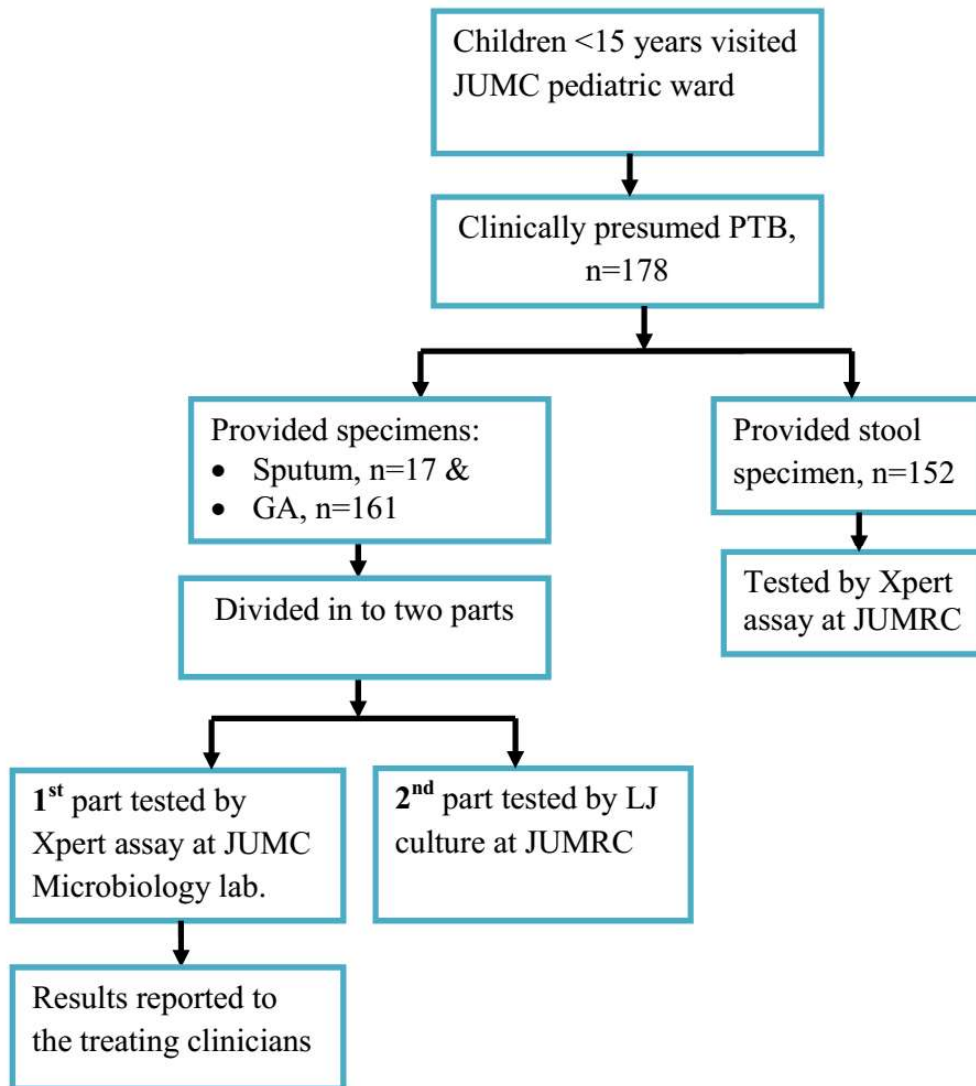 Children <15 years visited
JUMC pediatric ward
Clinically presumed PTB,
n=178
Provided specimens:
• Sputum, n=17 &
• GA, n=161
Provided stool
specimen, n=152
Divided in to two parts
Tested by Xpert
assay at JUMRC
1st part tested by
Xpert assay at JUMC
Microbiology lab.
2nd part tested by LJ
culture at JUMRC
Results reported to
the treating clinicians